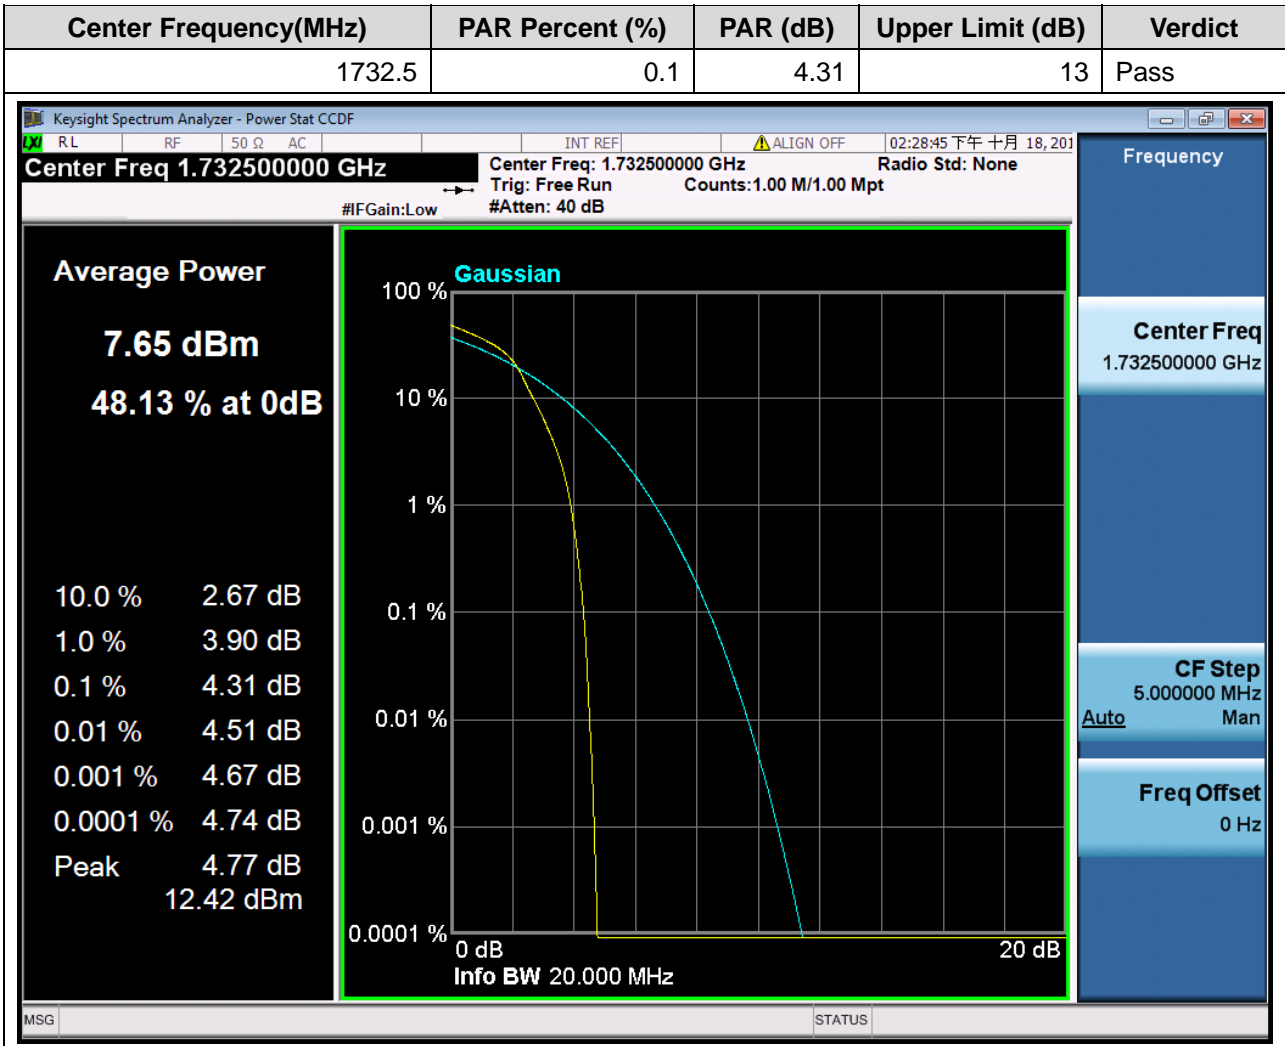 Center Frequency(MHz) PAR Percent (%) PAR (dB) Upper Limit (dB) Verdict
1732.5 0.1 4.31 13 Pass
Keysight Spectrum Analyzer - Power Stat CCDF
LXI RL RF 50 Ω AC INT REF ALIGN OFF 02:28:45 下午 十月 18, 201
Center Freq 1.732500000 GHz
Center Freq: 1.732500000 GHz Radio Std: None
Trig: Free Run Counts:1.00 M/1.00 Mpt
#IFGain:Low #Atten: 40 dB
Average Power
7.65 dBm
48.13 % at 0dB
10.0 % 2.67 dB
1.0 % 3.90 dB
0.1 % 4.31 dB
0.01 % 4.51 dB
0.001 % 4.67 dB
0.0001 % 4.74 dB
Peak 4.77 dB
12.42 dBm
Gaussian
100 %
10 %
1 %
0.1 %
0.01 %
0.001 %
0.0001 %
0 dB 20 dB
Info BW 20.000 MHz
Frequency
Center Freq
1.732500000 GHz
CF Step
5.000000 MHz
Auto Man
Freq Offset
0 Hz
MSG STATUS